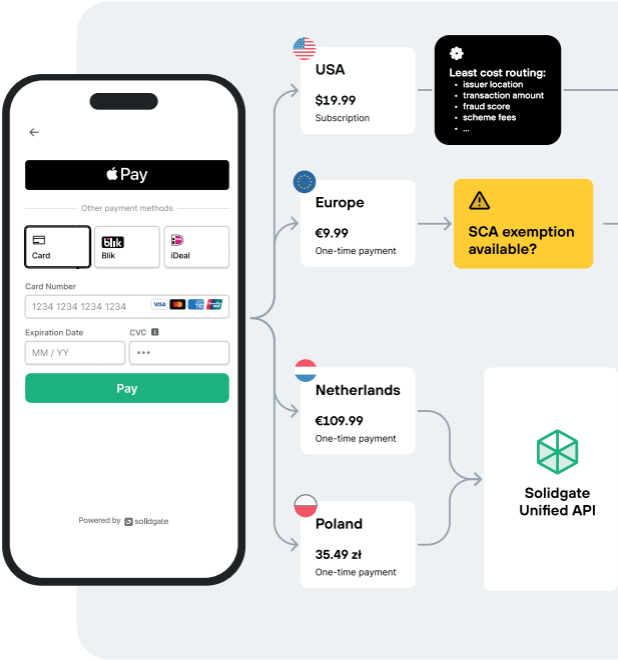 Pay
Other payment methods
Card
blik
Blik
iDeal
Card Number
1234 1234 1234 1234
VISA
Expiration Date
CVC
MM / YY
Pay
Powered by solidgate
USA
$19.99
Subscription
Least cost routing:
• issuer location
• transaction amount
• fraud score
• scheme fees
• ...
Europe
€9.99
One-time payment
SCA exemption
available?
Netherlands
€109.99
One-time payment
Poland
35.49 zł
One-time payment
Solidgate
Unified API